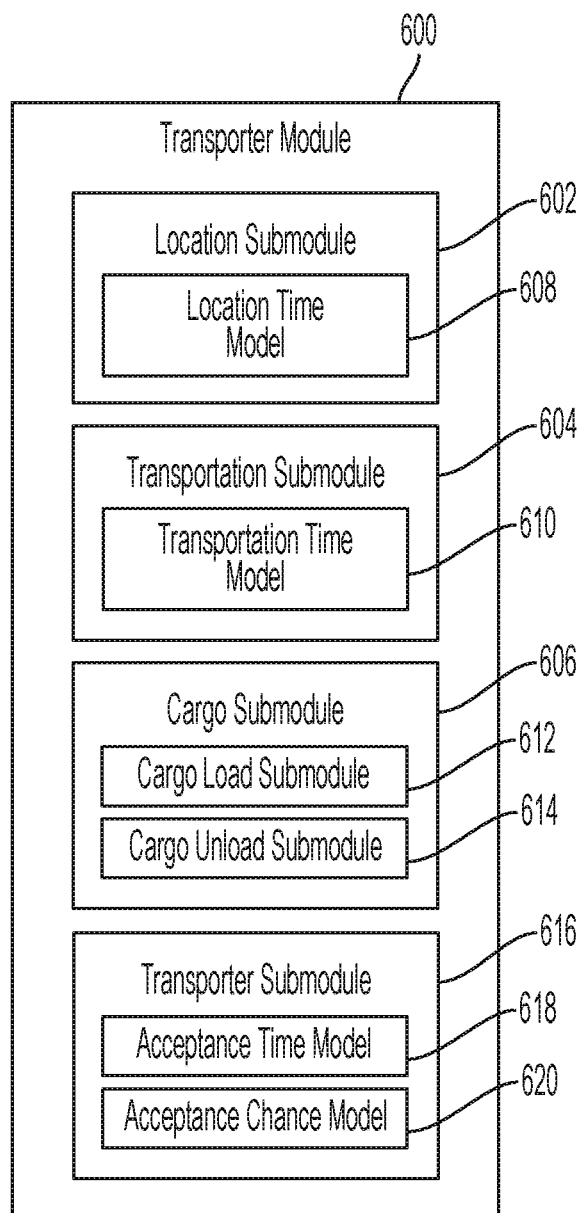 600
Transporter Module
602
Location Submodule
608
Location Time
Model
604
Transportation Submodule
610
Transportation Time
Model
606
Cargo Submodule
612
Cargo Load Submodule
614
Cargo Unload Submodule
616
Transporter Submodule
618
Acceptance Time Model
620
Acceptance Chance Model